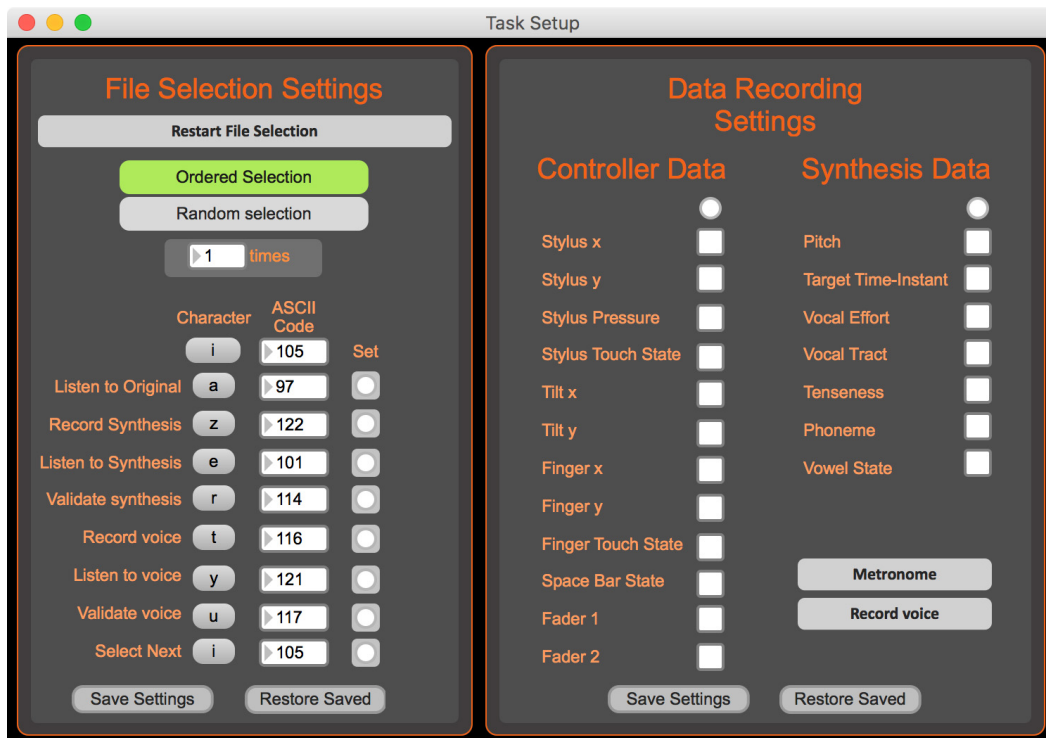 Task Setup
File Selection Settings
Restart File Selection
Ordered Selection
Random selection
1 times
Character ASCII Code
i 105 Set
Listen to Original a 97
Record Synthesis z 122
Listen to Synthesis e 101
Validate synthesis r 114
Record voice t 116
Listen to voice y 121
Validate voice u 117
Select Next i 105
Save Settings Restore Saved
Data Recording
Settings
Controller Data
Stylus x
Stylus y
Stylus Pressure
Stylus Touch State
Tilt x
Tilt y
Finger x
Finger y
Finger Touch State
Space Bar State
Fader 1
Fader 2
Synthesis Data
Pitch
Target Time-Instant
Vocal Effort
Vocal Tract
Tenseness
Phoneme
Vowel State
Metronome
Record voice
Save Settings Restore Saved